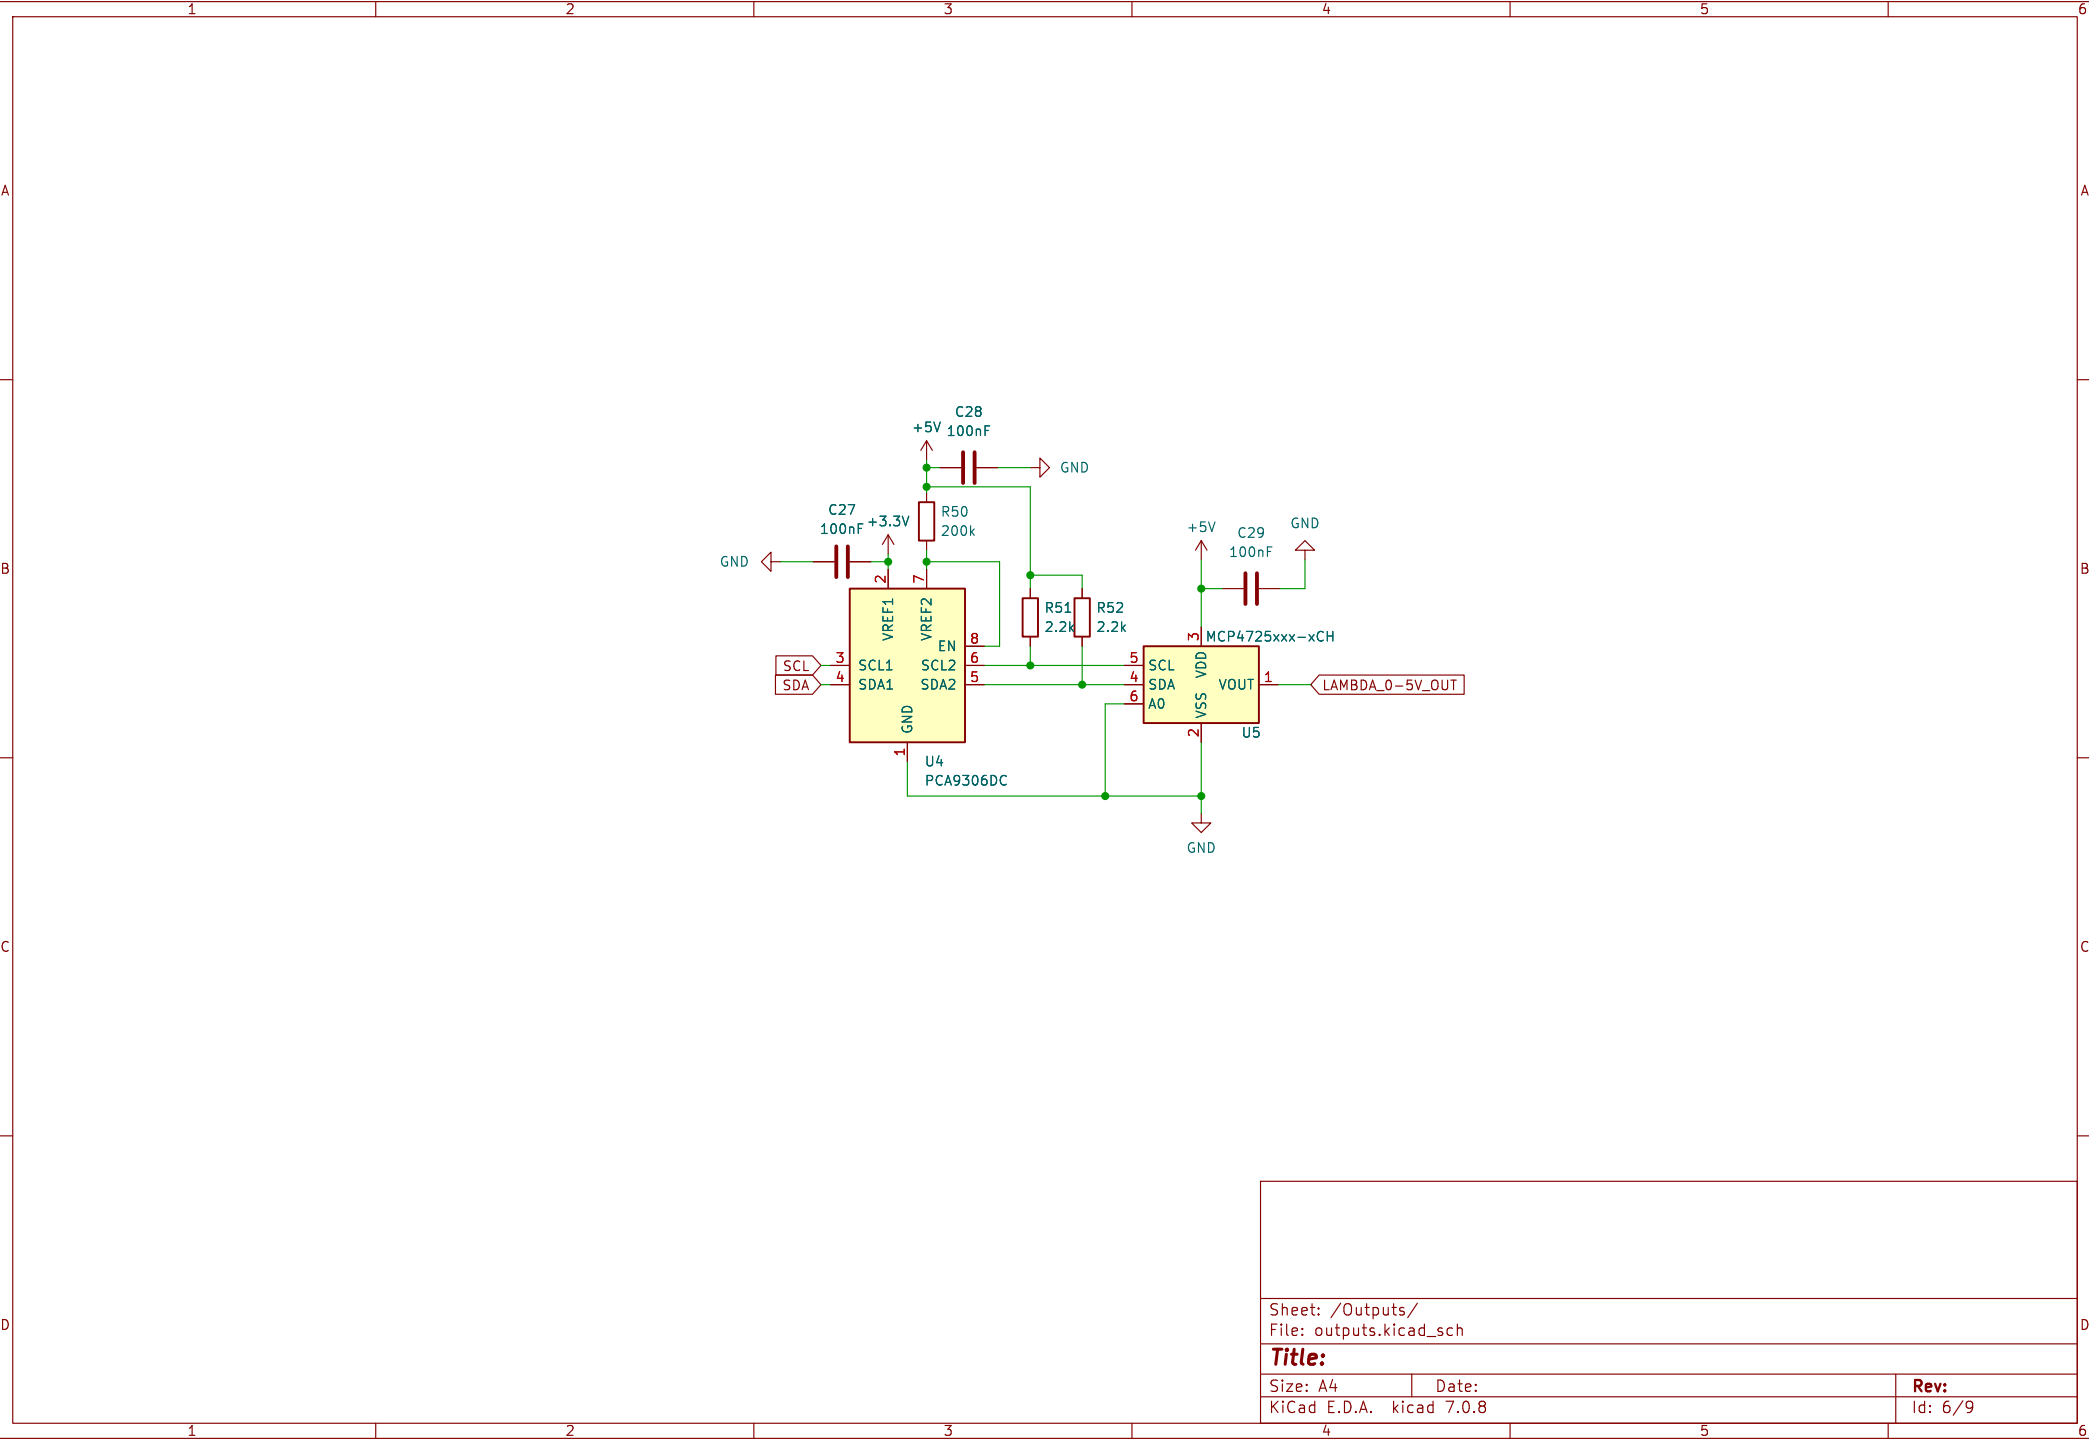 1 2 3 4 5 6
A A
C28
+5V 100nF
GND
C27
100nF +3.3V
R50
200k
GND
+5V
C29
100nF
GND
B B
2 7
VREF1 VREF2
R51
2.2k
R52
2.2k
3 MCP4725xxx-xCH
EN 8
SCL 3 SCL1 SCL2 6 5 SCL VDD
SDA 4 SDA1 SDA2 5 4 SDA VOUT 1 LAMBDA_0-5V_OUT
6 A0 VSS
GND
2 U5
1
U4
PCA9306DC
GND
C C
Sheet: /Outputs/
File: outputs.kicad_sch
D D
Title:
Size: A4 Date: Rev:
KiCad E.D.A. kicad 7.0.8 Id: 6/9
1 2 3 4 5 6